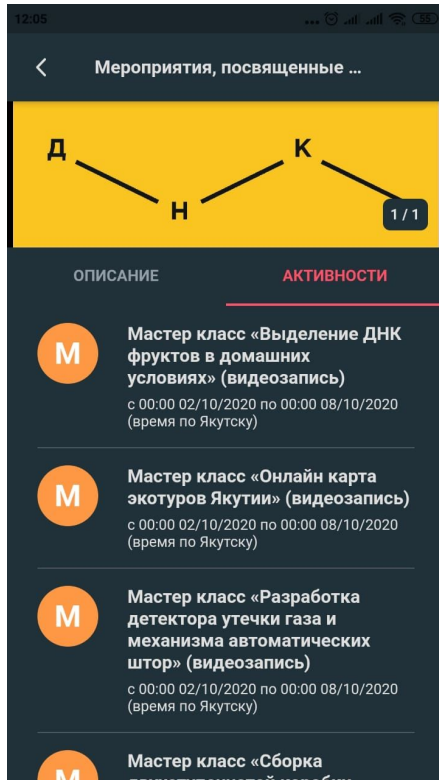 12:05
... 55
Мероприятия, посвященные ...
Д
К
Н
1 / 1
ОПИСАНИЕ
АКТИВНОСТИ
М
Мастер класс «Выделение ДНК
фруктов в домашних
условиях» (видеозапись)
с 00:00 02/10/2020 по 00:00 08/10/2020
(время по Якутску)
М
Мастер класс «Онлайн карта
экотуров Якутии» (видеозапись)
с 00:00 02/10/2020 по 00:00 08/10/2020
(время по Якутску)
М
Мастер класс «Разработка
детектора утечки газа и
механизма автоматических
штор» (видеозапись)
с 00:00 02/10/2020 по 00:00 08/10/2020
(время по Якутску)
М
Мастер класс «Сборка